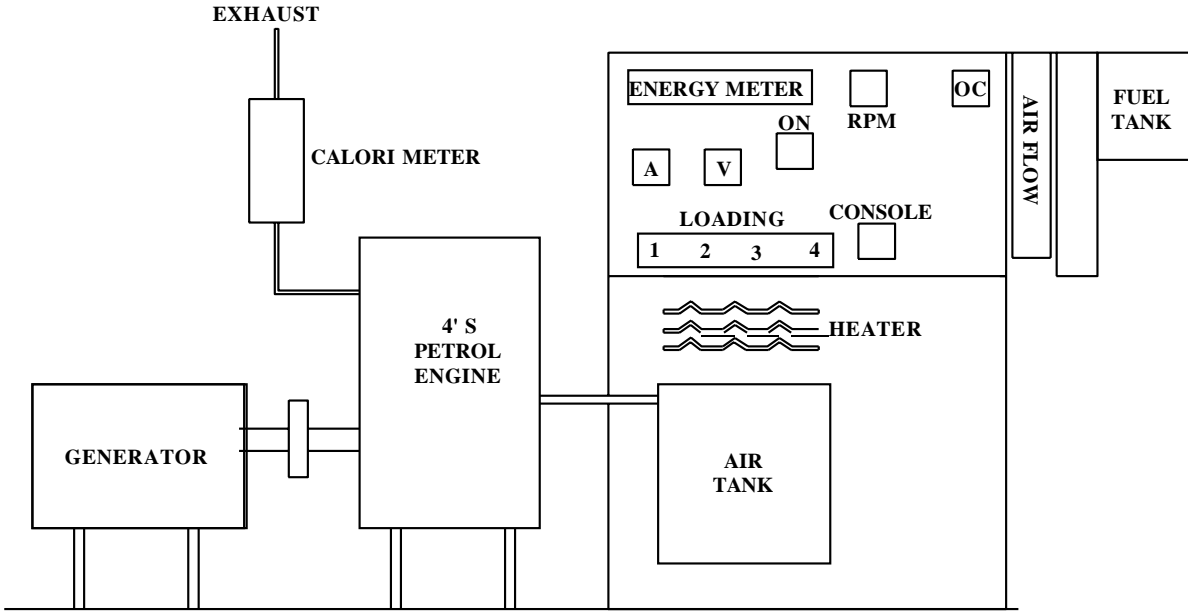 EXHAUST
CALORI METER
4' S
PETROL
ENGINE
GENERATOR
ENERGY METER
RPM
OC
ON
A
V
LOADING
1 2 3 4
CONSOLE
HEATER
AIR
TANK
AIR FLOW
FUEL
TANK